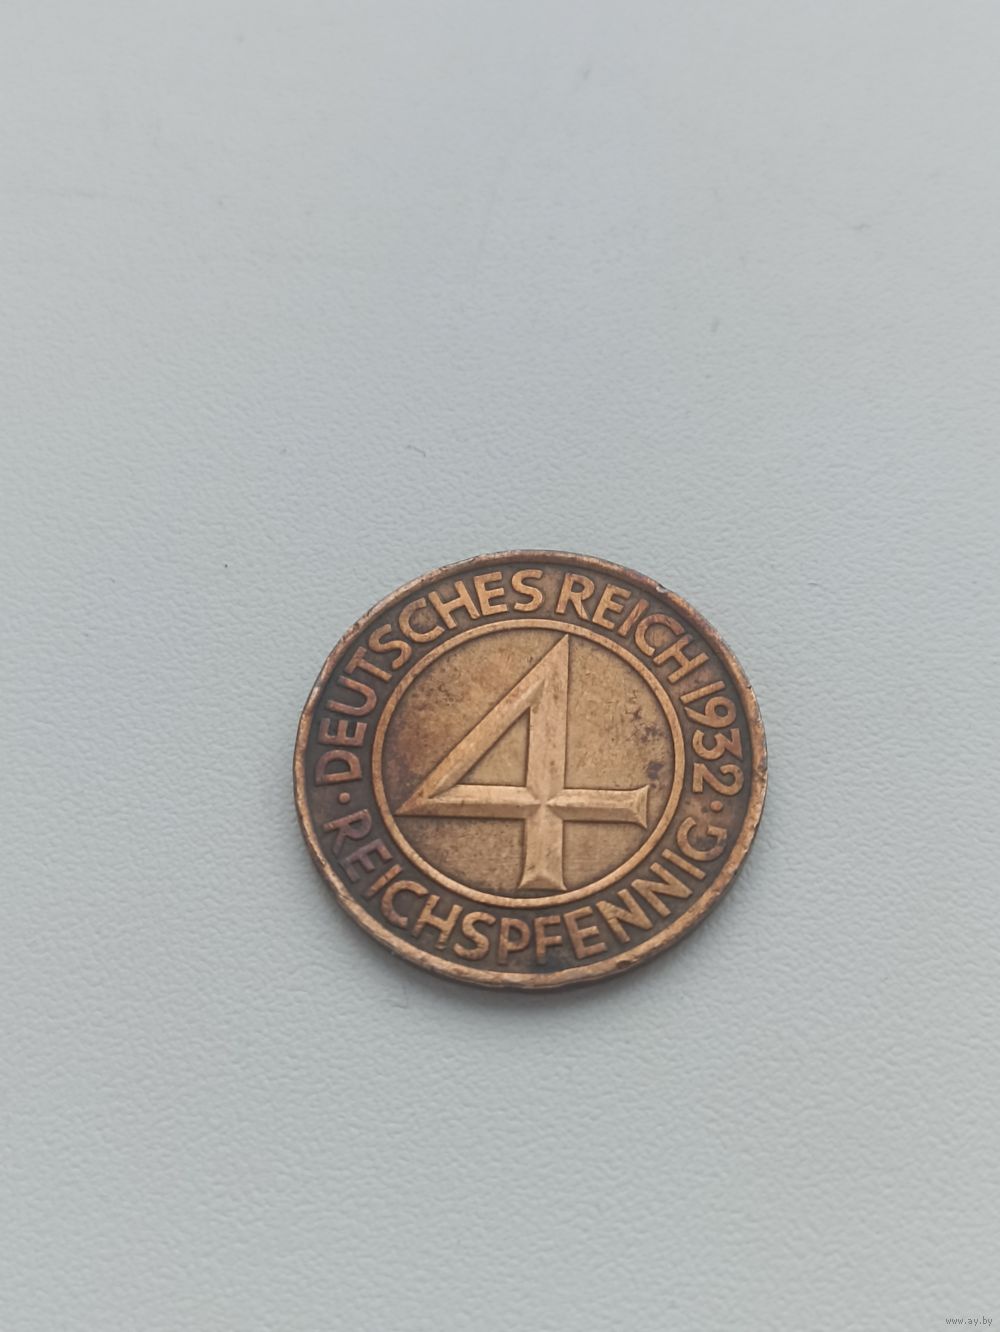 ·DEUTSCHES REICH 1932·
REICHSPFENNIG
4
www.ay.by